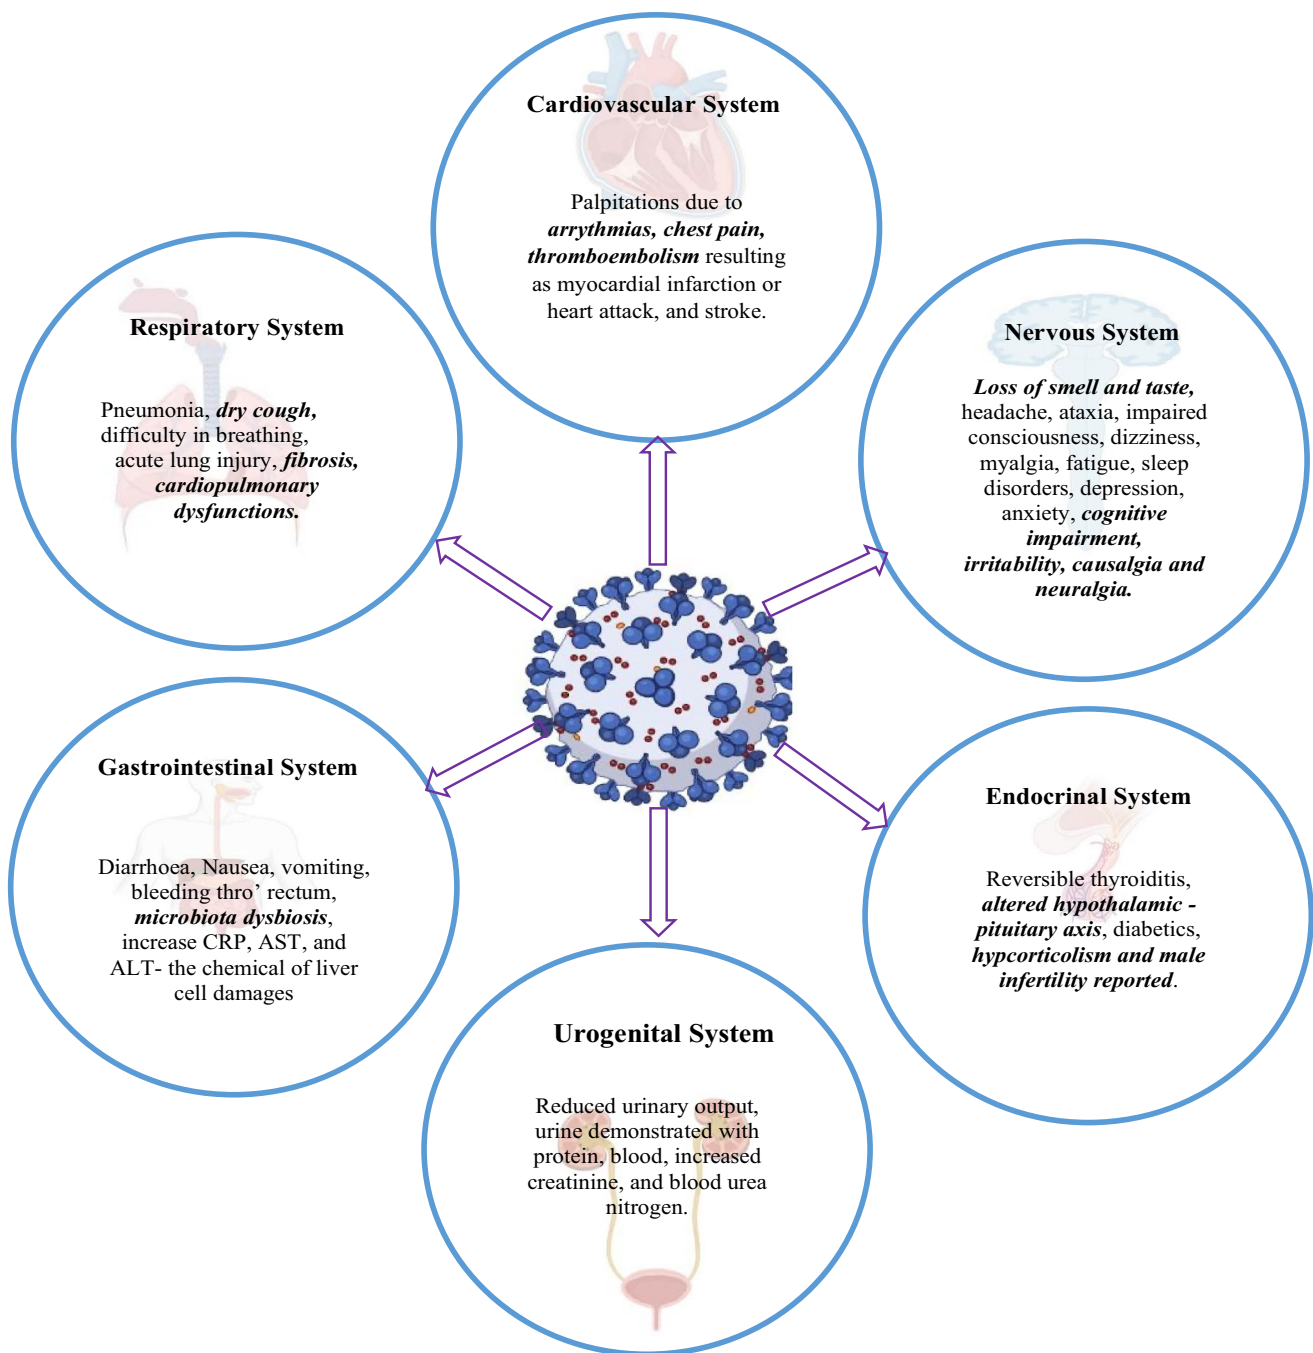 Cardiovascular System
Palpitations due to
arrythmias, chest pain,
thromboembolism resulting
as myocardial infarction or
heart attack, and stroke.
Respiratory System
Pneumonia, dry cough,
difficulty in breathing,
acute lung injury, fibrosis,
cardiopulmonary
dysfunctions.
Nervous System
Loss of smell and taste,
headache, ataxia, impaired
consciousness, dizziness,
myalgia, fatigue, sleep
disorders, depression,
anxiety, cognitive
impairment,
irritability, causalgia and
neuralgia.
Gastrointestinal System
Diarrhoea, Nausea, vomiting,
bleeding thro’ rectum,
microbiota dysbiosis,
increase CRP, AST, and
ALT- the chemical of liver
cell damages
Endocrinal System
Reversible thyroiditis,
altered hypothalamic -
pituitary axis, diabetics,
hypcorticolism and male
infertility reported.
Urogenital System
Reduced urinary output,
urine demonstrated with
protein, blood, increased
creatinine, and blood urea
nitrogen.